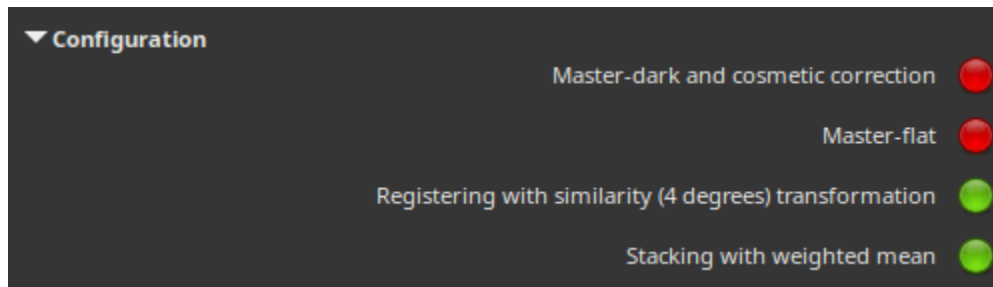 Configuration
Master-dark and cosmetic correction
Master-flat
Registering with similarity (4 degrees) transformation
Stacking with weighted mean